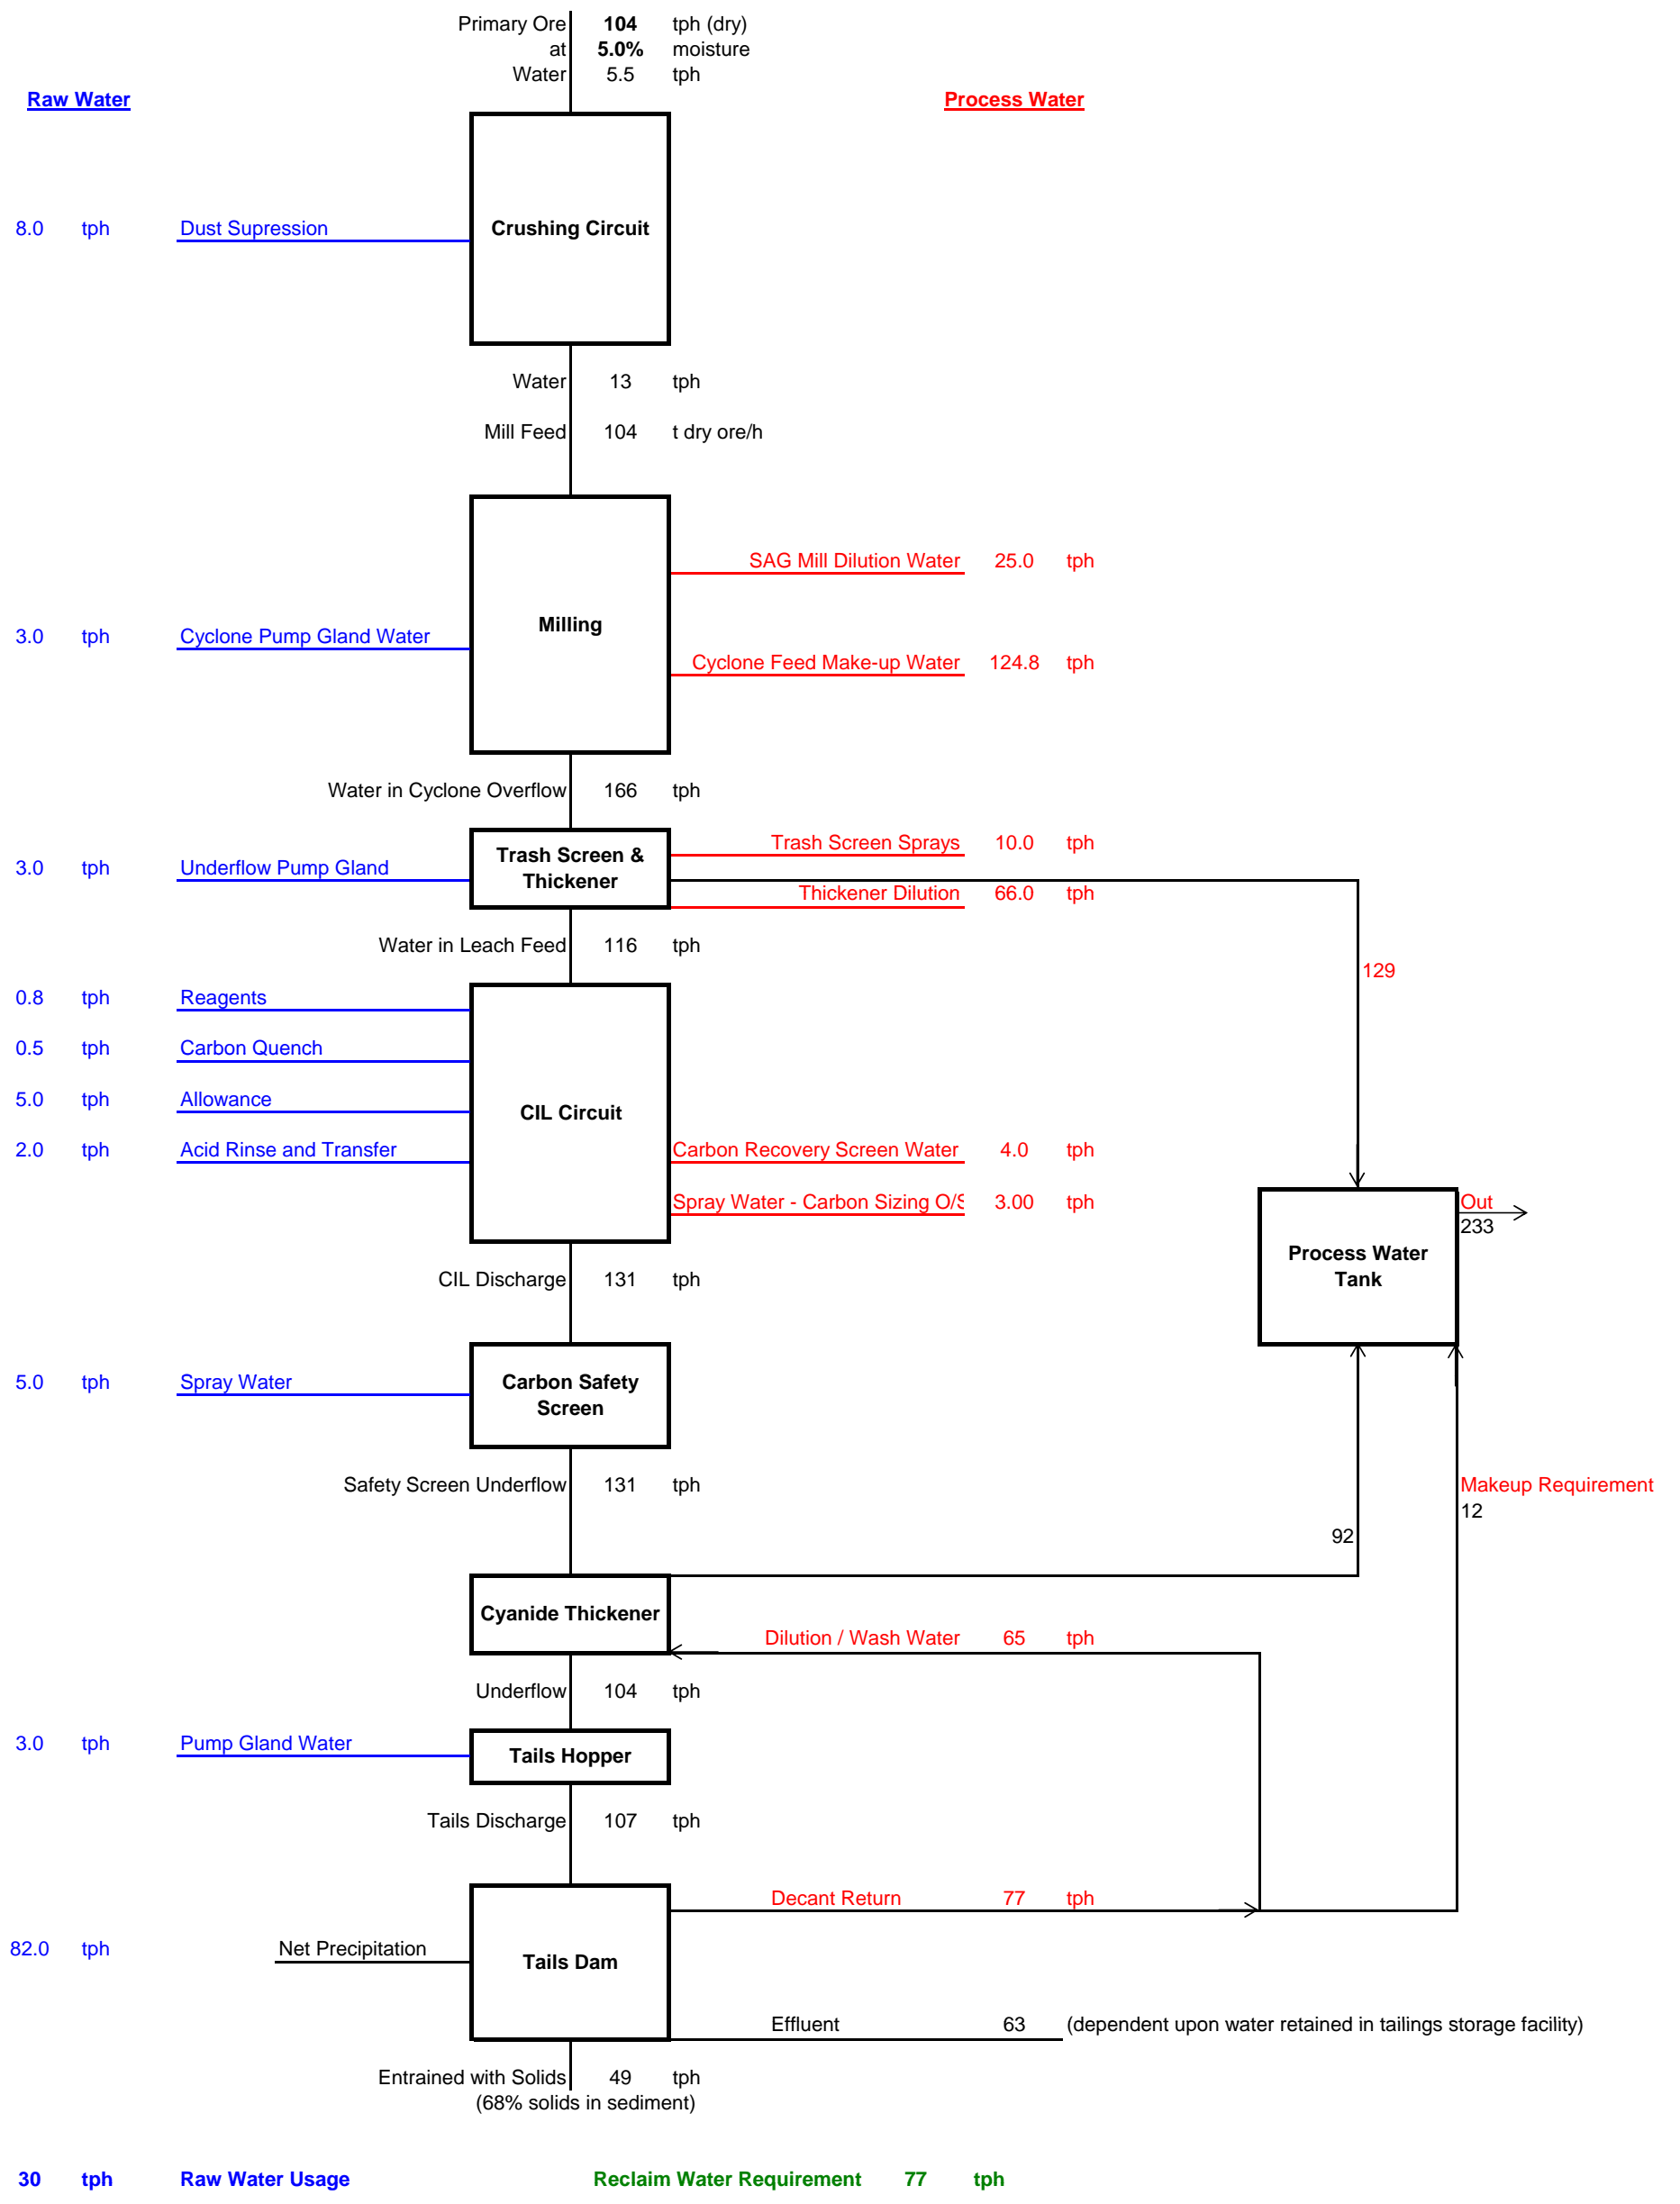 Primary Ore 104 tph (dry)
at 5.0% moisture
Water 5.5 tph
Raw Water Process Water
8.0 tph Dust Supression Crushing Circuit
Water 13 tph
Mill Feed 104 t dry ore/h
SAG Mill Dilution Water 25.0 tph
3.0 tph Cyclone Pump Gland Water Milling
Cyclone Feed Make-up Water 124.8 tph
Water in Cyclone Overflow 166 tph
Trash Screen Sprays 10.0 tph
3.0 tph Underflow Pump Gland Trash Screen &
Thickener
Thickener Dilution 66.0 tph
Water in Leach Feed 116 tph
129
0.8 tph Reagents
0.5 tph Carbon Quench
5.0 tph Allowance CIL Circuit
2.0 tph Acid Rinse and Transfer Carbon Recovery Screen Water 4.0 tph
Spray Water - Carbon Sizing O/S 3.00 tph Out
233
Process Water
Tank
CIL Discharge 131 tph
5.0 tph Spray Water Carbon Safety
Screen
Safety Screen Underflow 131 tph Makeup Requirement
12
92
Cyanide Thickener
Dilution / Wash Water 65 tph
Underflow 104 tph
3.0 tph Pump Gland Water Tails Hopper
Tails Discharge 107 tph
Decant Return 77 tph
82.0 tph Net Precipitation Tails Dam
Effluent 63 (dependent upon water retained in tailings storage facility)
Entrained with Solids 49 tph
(68% solids in sediment)
30 tph Raw Water Usage Reclaim Water Requirement 77 tph